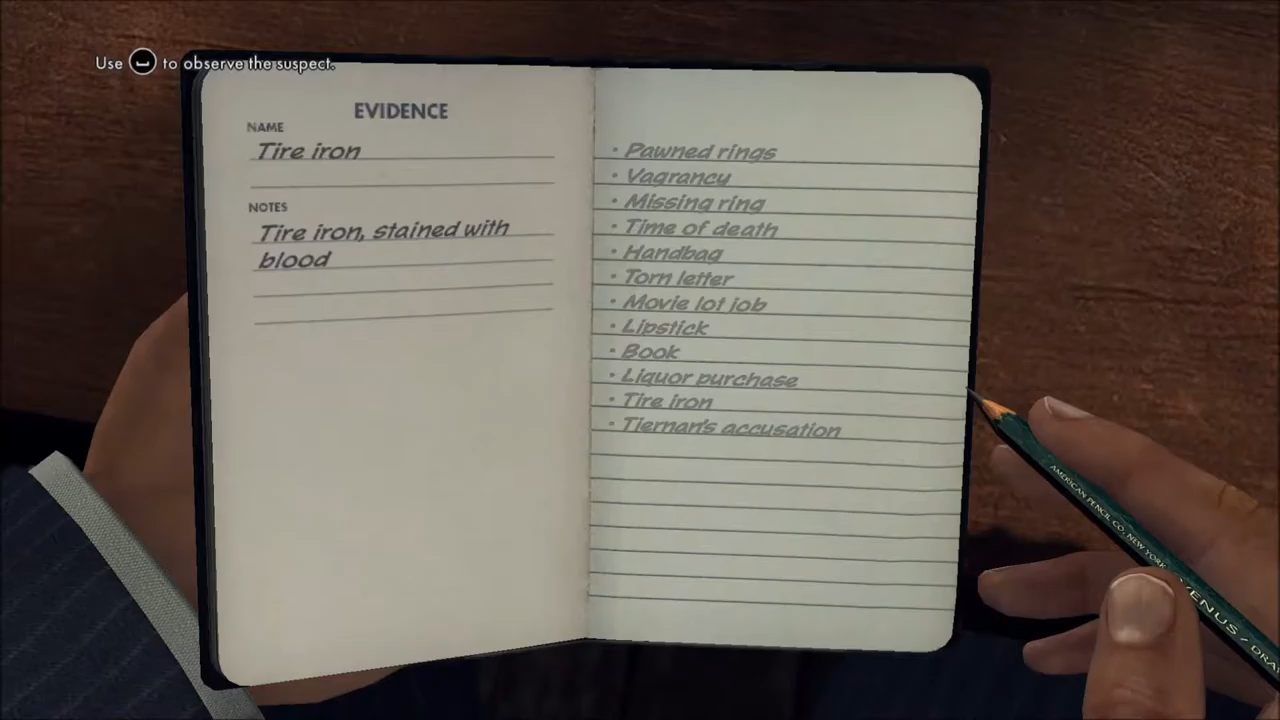 Use to observe the suspect.
EVIDENCE
NAME
Tire iron
NOTES
Tire iron, stained with
blood
• Pawned rings
• Vagrancy
• Missing ring
• Time of death
• Handbag
• Torn letter
• Movie lot job
• Lipstick
• Book
• Liquor purchase
• Tire iron
• Tiernan's accusation
AMERICAN PENCIL CO. NEW YORK
VENUS / DRA